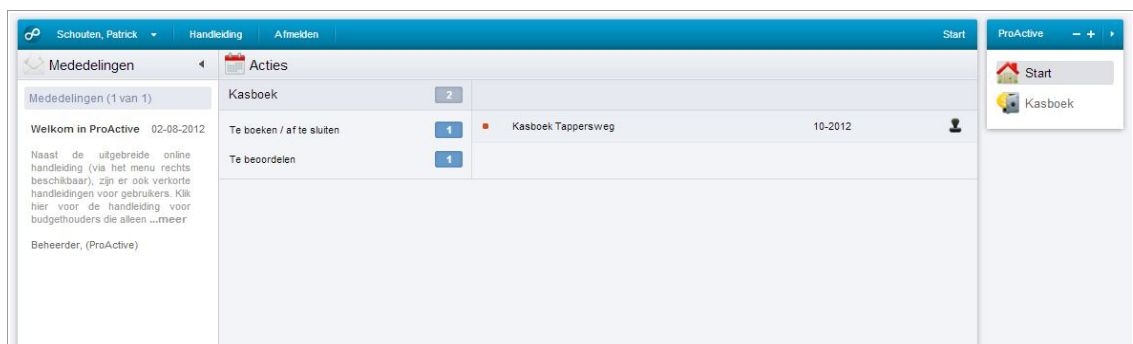 Schouten, Patrick Handleiding Afmelden Start
Mededelingen
Mededelingen (1 van 1)
Welkom in ProActive 02-08-2012
Naast de uitgebreide online
handleiding (via het menu rechts
beschikbaar), zijn er ook verkorte
handleidingen voor gebruikers. Klik
hier voor de handleiding voor
budgethouders die alleen ...meer
Beheerder, (ProActive)
Acties
Kasboek 2
Te boeken / af te sluiten 1
Te beoordelen 1
Kasboek Tappersweg 10-2012
ProActive
Start
Kasboek